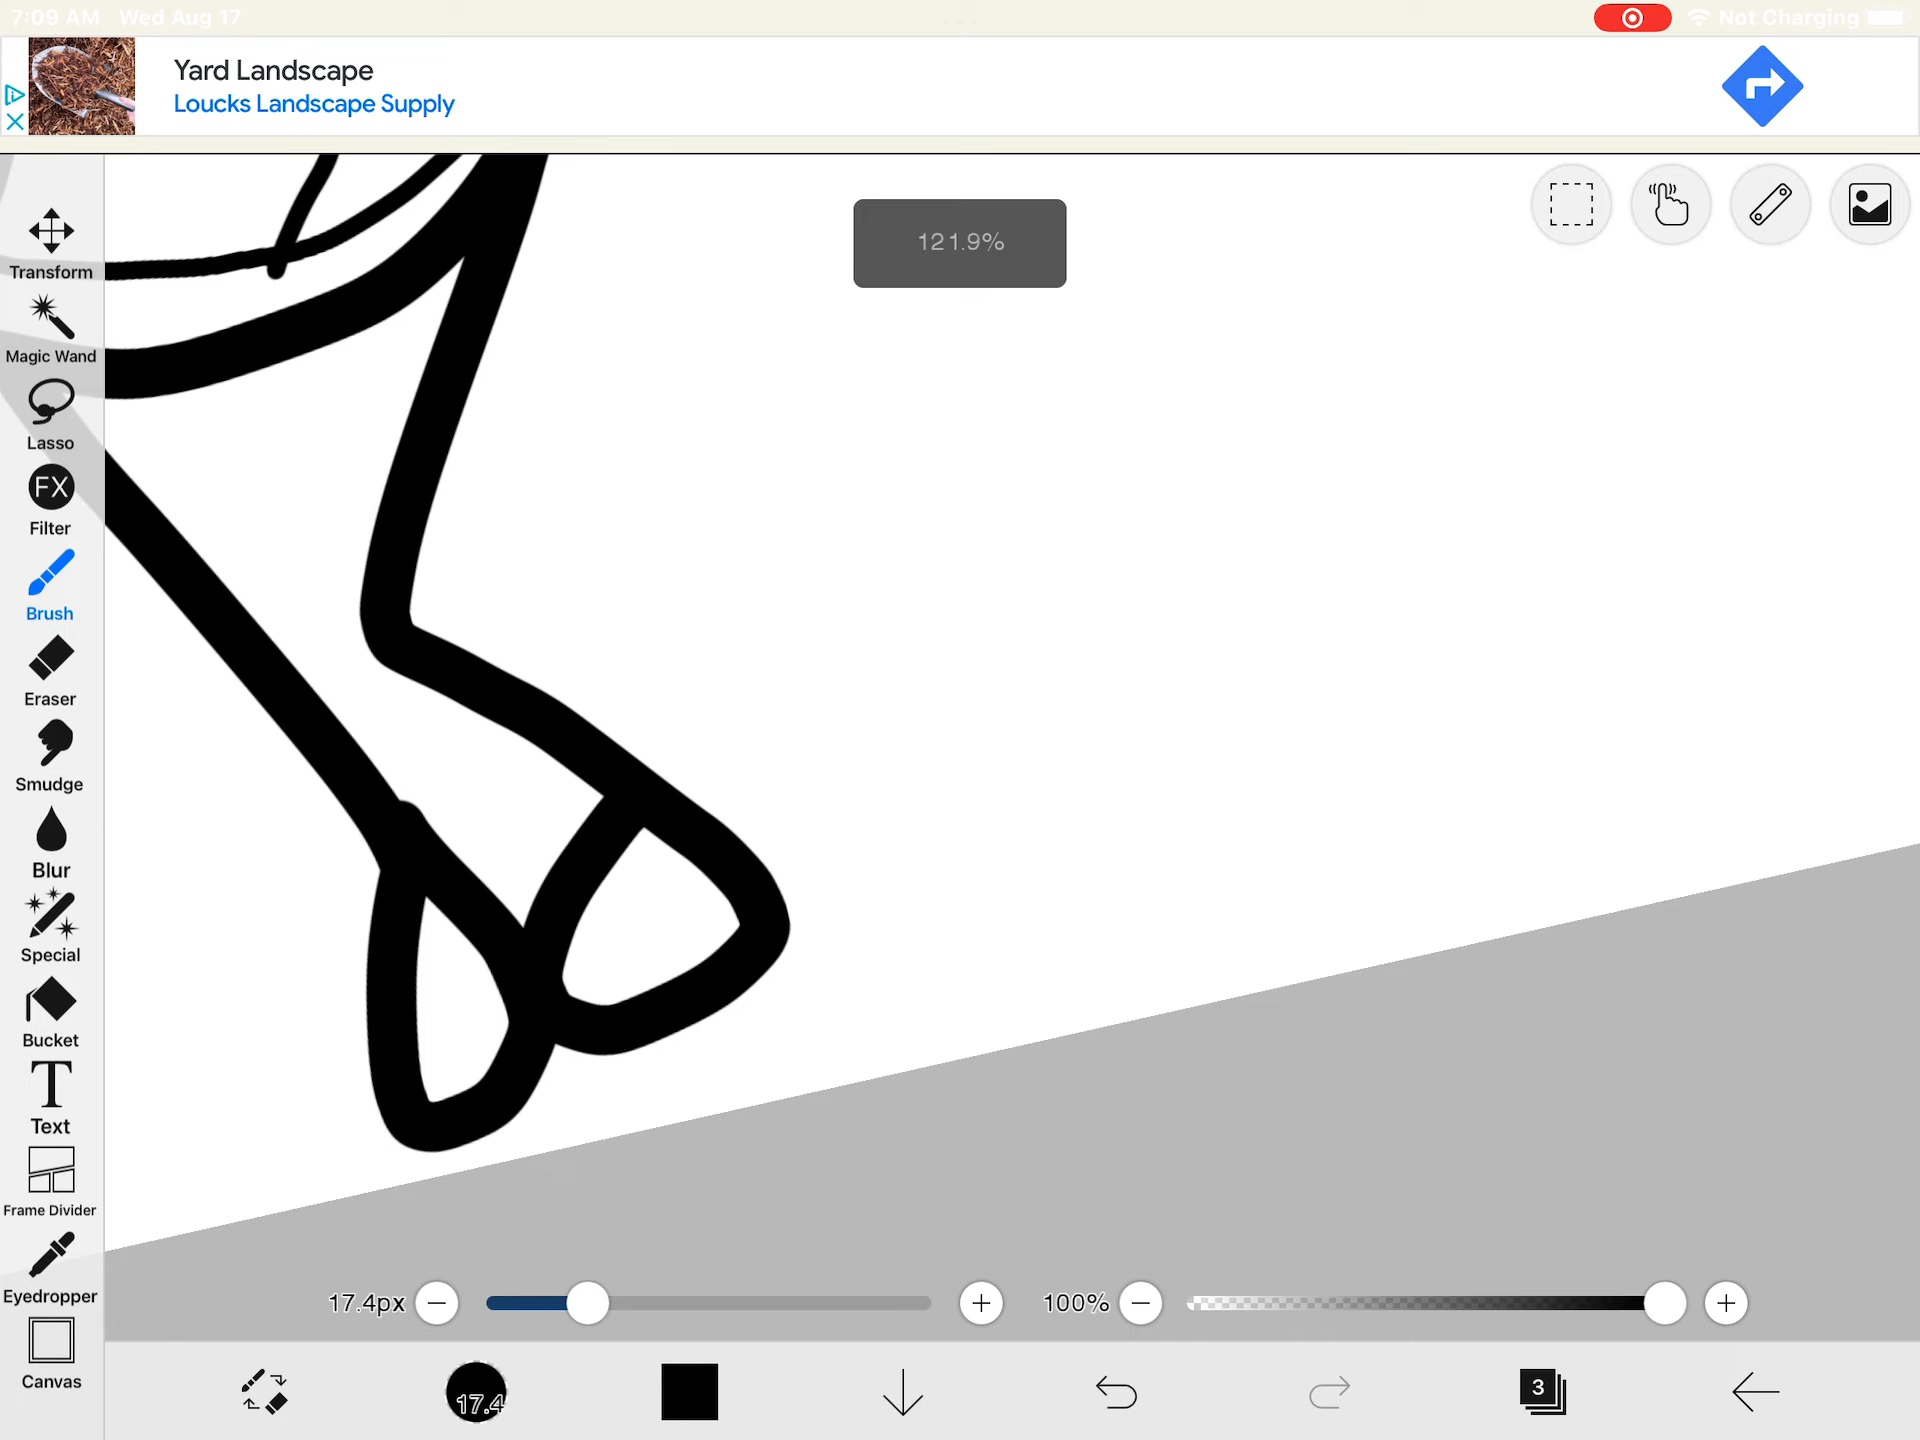 7:09 AM Wed Aug 17
Not Charging
Yard Landscape
Loucks Landscape Supply
121.9%
Transform
Magic Wand
Lasso
FX
Filter
Brush
Eraser
Smudge
Blur
Special
Bucket
T
Text
Frame Divider
Eyedropper
Canvas
17.4px
100%
17.4
3